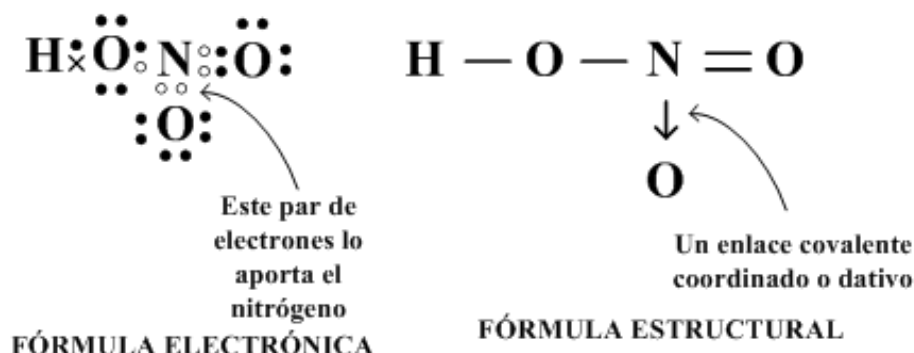 H O N O
O
Este par de
electrones lo
aporta el
nitrógeno
FÓRMULA ELECTRÓNICA
H — O — N = O
↓
O
Un enlace covalente
coordinado o dativo
FÓRMULA ESTRUCTURAL